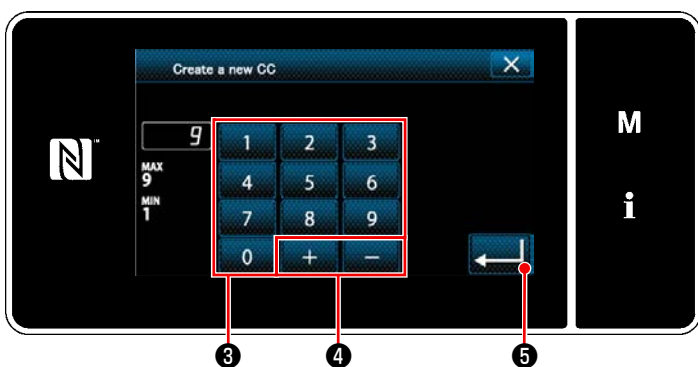 Create a new CC
9
1 2 3
MAX
9
4 5 6
MIN
1
7 8 9
0 + −
M
i
N™
❸ ❹ ❺